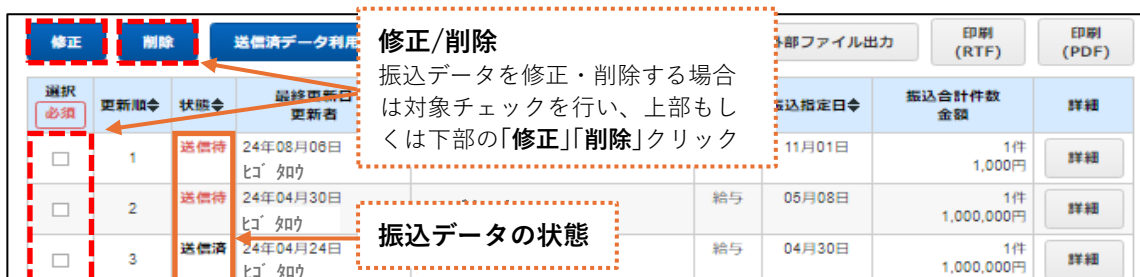 修正 削除 送信済データ利用 部ファイル出力 印刷(RTF) 印刷(PDF)
修正/削除
振込データを修正・削除する場合
は対象チェックを行い、上部もし
くは下部の｢修正｣｢削除｣クリック
選択 必須 更新順 状態 最終更新日 更新者 込指定日 振込合計件数 金額 詳細
1 送信待 24年08月06日 11月01日 1件 詳細
ﾋｺﾞ ﾀﾛｳ 1,000円
2 送信待 24年04月30日 給与 05月08日 1件 詳細
ﾋｺﾞ ﾀﾛｳ 1,000,000円
振込データの状態
3 送信済 24年04月24日 給与 04月30日 1件 詳細
ﾋｺﾞ ﾀﾛｳ 1,000,000円